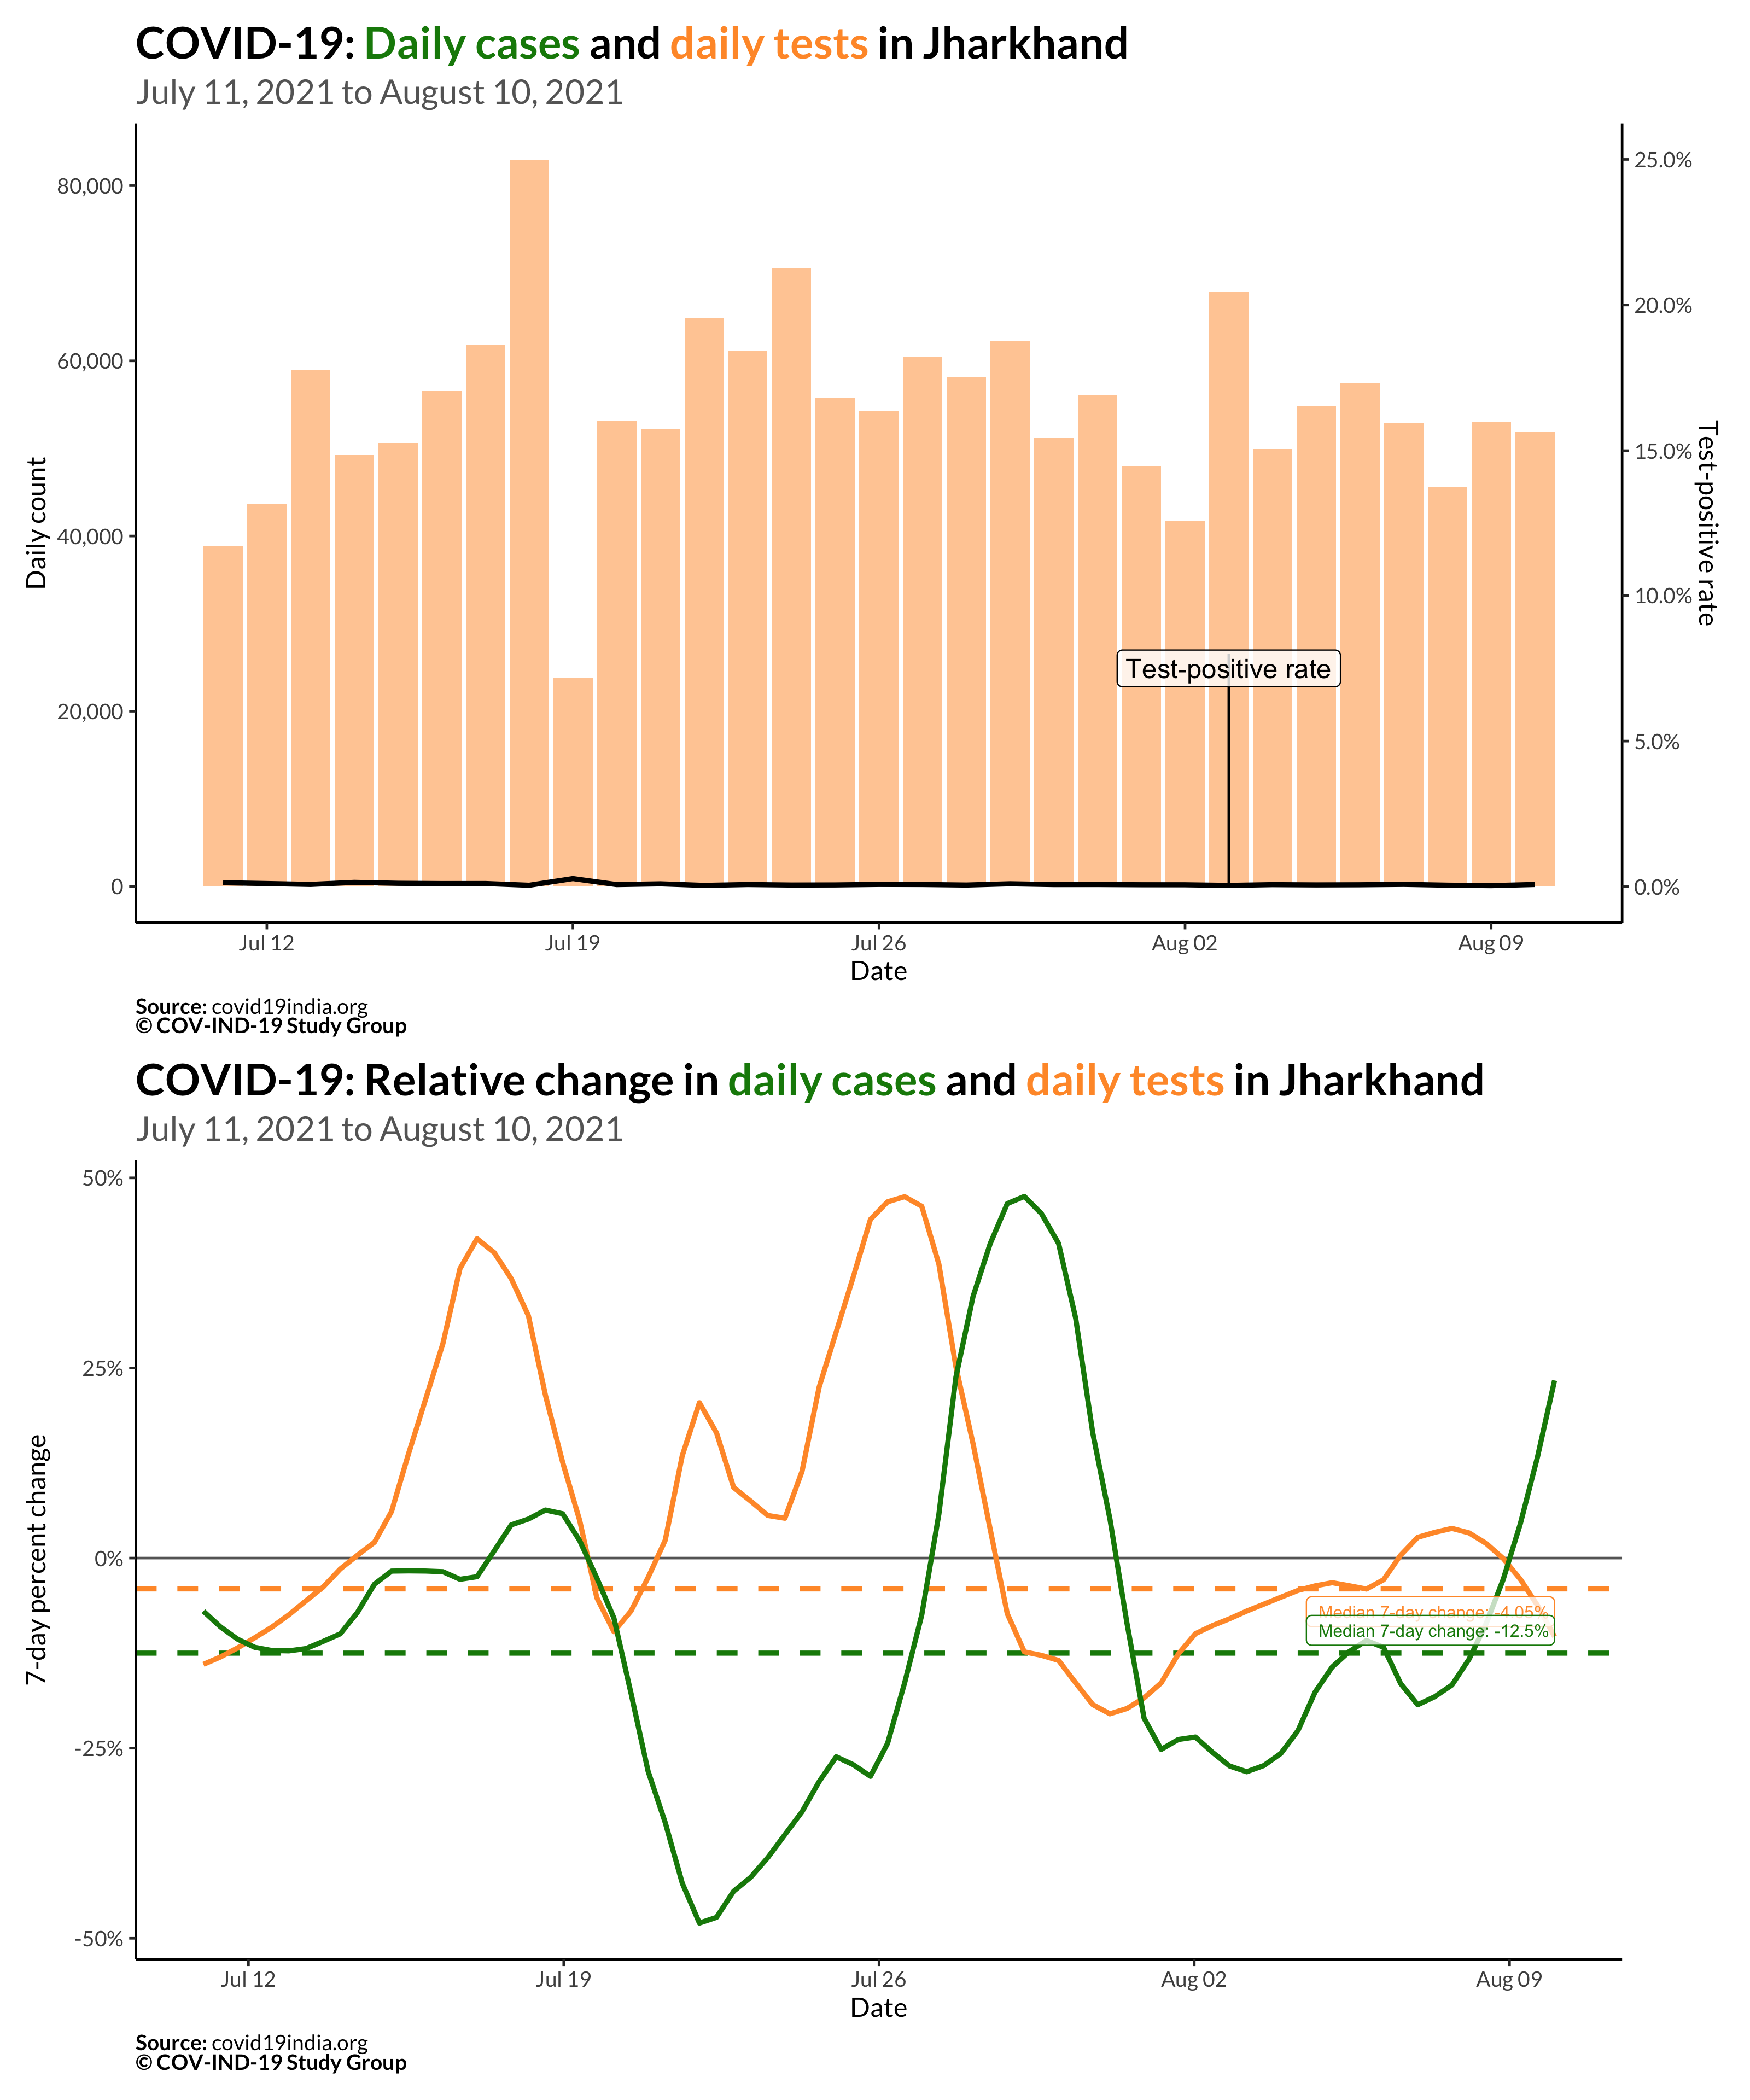 COVID-19: Daily cases and daily tests in Jharkhand
July 11, 2021 to August 10, 2021
80,000
60,000
40,000
20,000
0
Daily count
25.0%
20.0%
15.0%
10.0%
5.0%
0.0%
Test-positive rate
Test-positive rate
Jul 12
Jul 19
Jul 26
Aug 02
Aug 09
Date
Source: covid19india.org
© COV-IND-19 Study Group
COVID-19: Relative change in daily cases and daily tests in Jharkhand
July 11, 2021 to August 10, 2021
50%
25%
0%
-25%
-50%
7-day percent change
Median 7-day change: -4.05%
Median 7-day change: -12.5%
Jul 12
Jul 19
Jul 26
Aug 02
Aug 09
Date
Source: covid19india.org
© COV-IND-19 Study Group